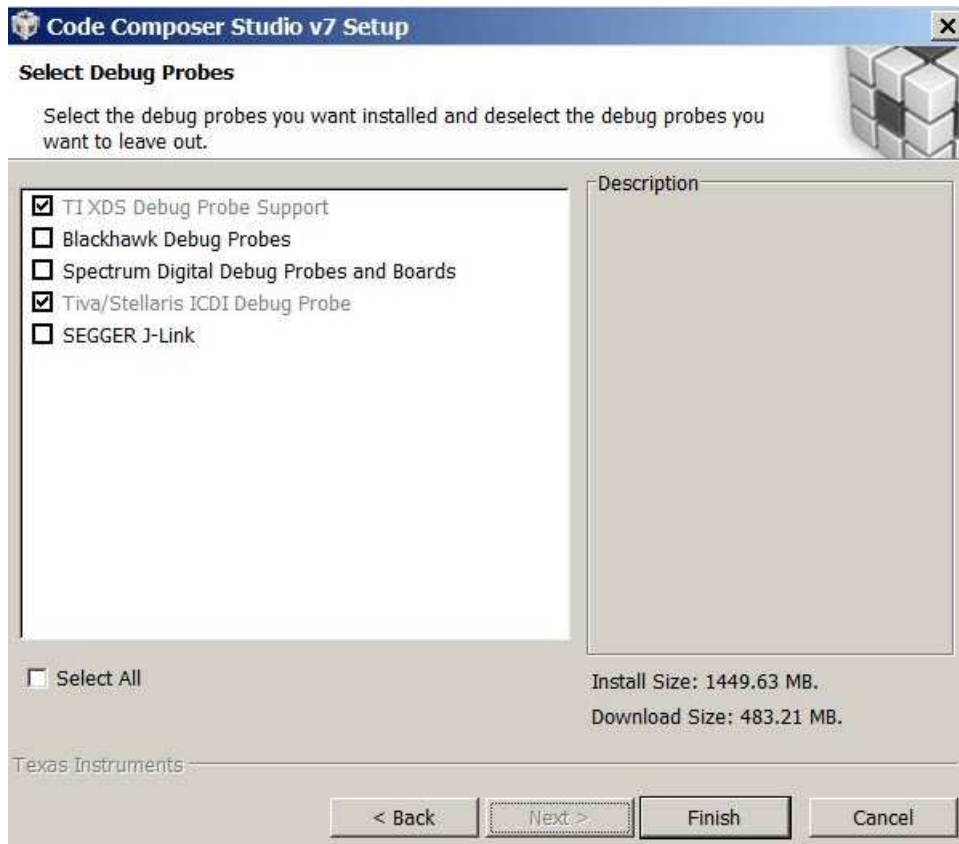 Code Composer Studio v7 Setup
Select Debug Probes
Select the debug probes you want installed and deselect the debug probes you
want to leave out.
TI XDS Debug Probe Support
Blackhawk Debug Probes
Spectrum Digital Debug Probes and Boards
Tiva/Stellaris ICDI Debug Probe
SEGGER J-Link
Description
Select All
Install Size: 1449.63 MB.
Download Size: 483.21 MB.
Texas Instruments
< Back
Next >
Finish
Cancel